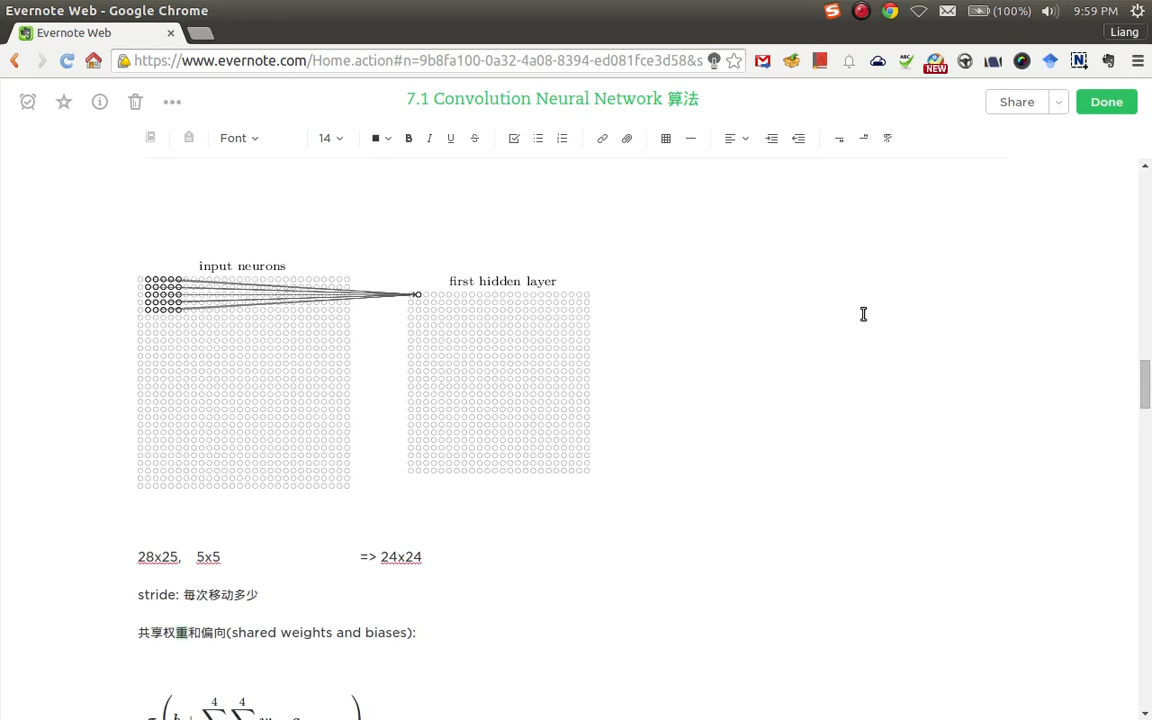 Evernote Web - Google Chrome
(100%)
9:59 PM
Evernote Web
Liang
https://www.evernote.com/Home.action#n=9b8fa100-0a32-4a08-8394-ed081fce3d58&s
NEW
7.1 Convolution Neural Network 算法
Share
Done
Font
14
B I U S
input neurons
first hidden layer
28x25, 5x5 => 24x24
stride: 每次移动多少
共享权重和偏向(shared weights and biases):
4 4